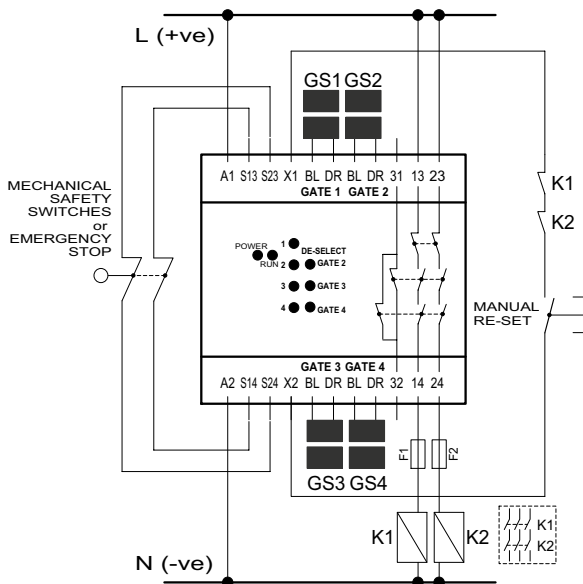 L (+ve)
GS1 GS2
A1 S13 S23 X1 BL DR BL DR 31 13 23
GATE 1 GATE 2
K1
K2
MECHANICAL
SAFETY
SWITCHES
or
EMERGENCY
STOP
POWER
RUN
1
DE-SELECT
2 GATE 2
3 GATE 3
4 GATE 4
MANUAL
RE-SET
GATE 3 GATE 4
A2 S14 S24 X2 BL DR BL DR 32 14 24
F1 F2
GS3 GS4
K1 K2
K1
K2
N (-ve)